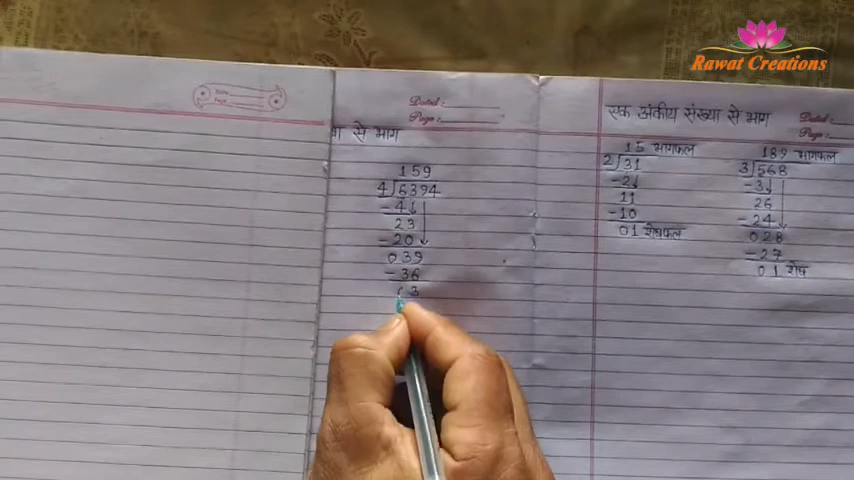 Rawat Creations
Dated :
Page :
से भाग
159
4)6394
-4↓
23
-20↓
039
-36
03
एक अंकीय संख्या से भाग
Page :
15 भागफल
2)31
-2↓
11
-10
01 शेषफल
189 भागफल
3)568
-3↓
26
-24↓
028
-27
01 शेष